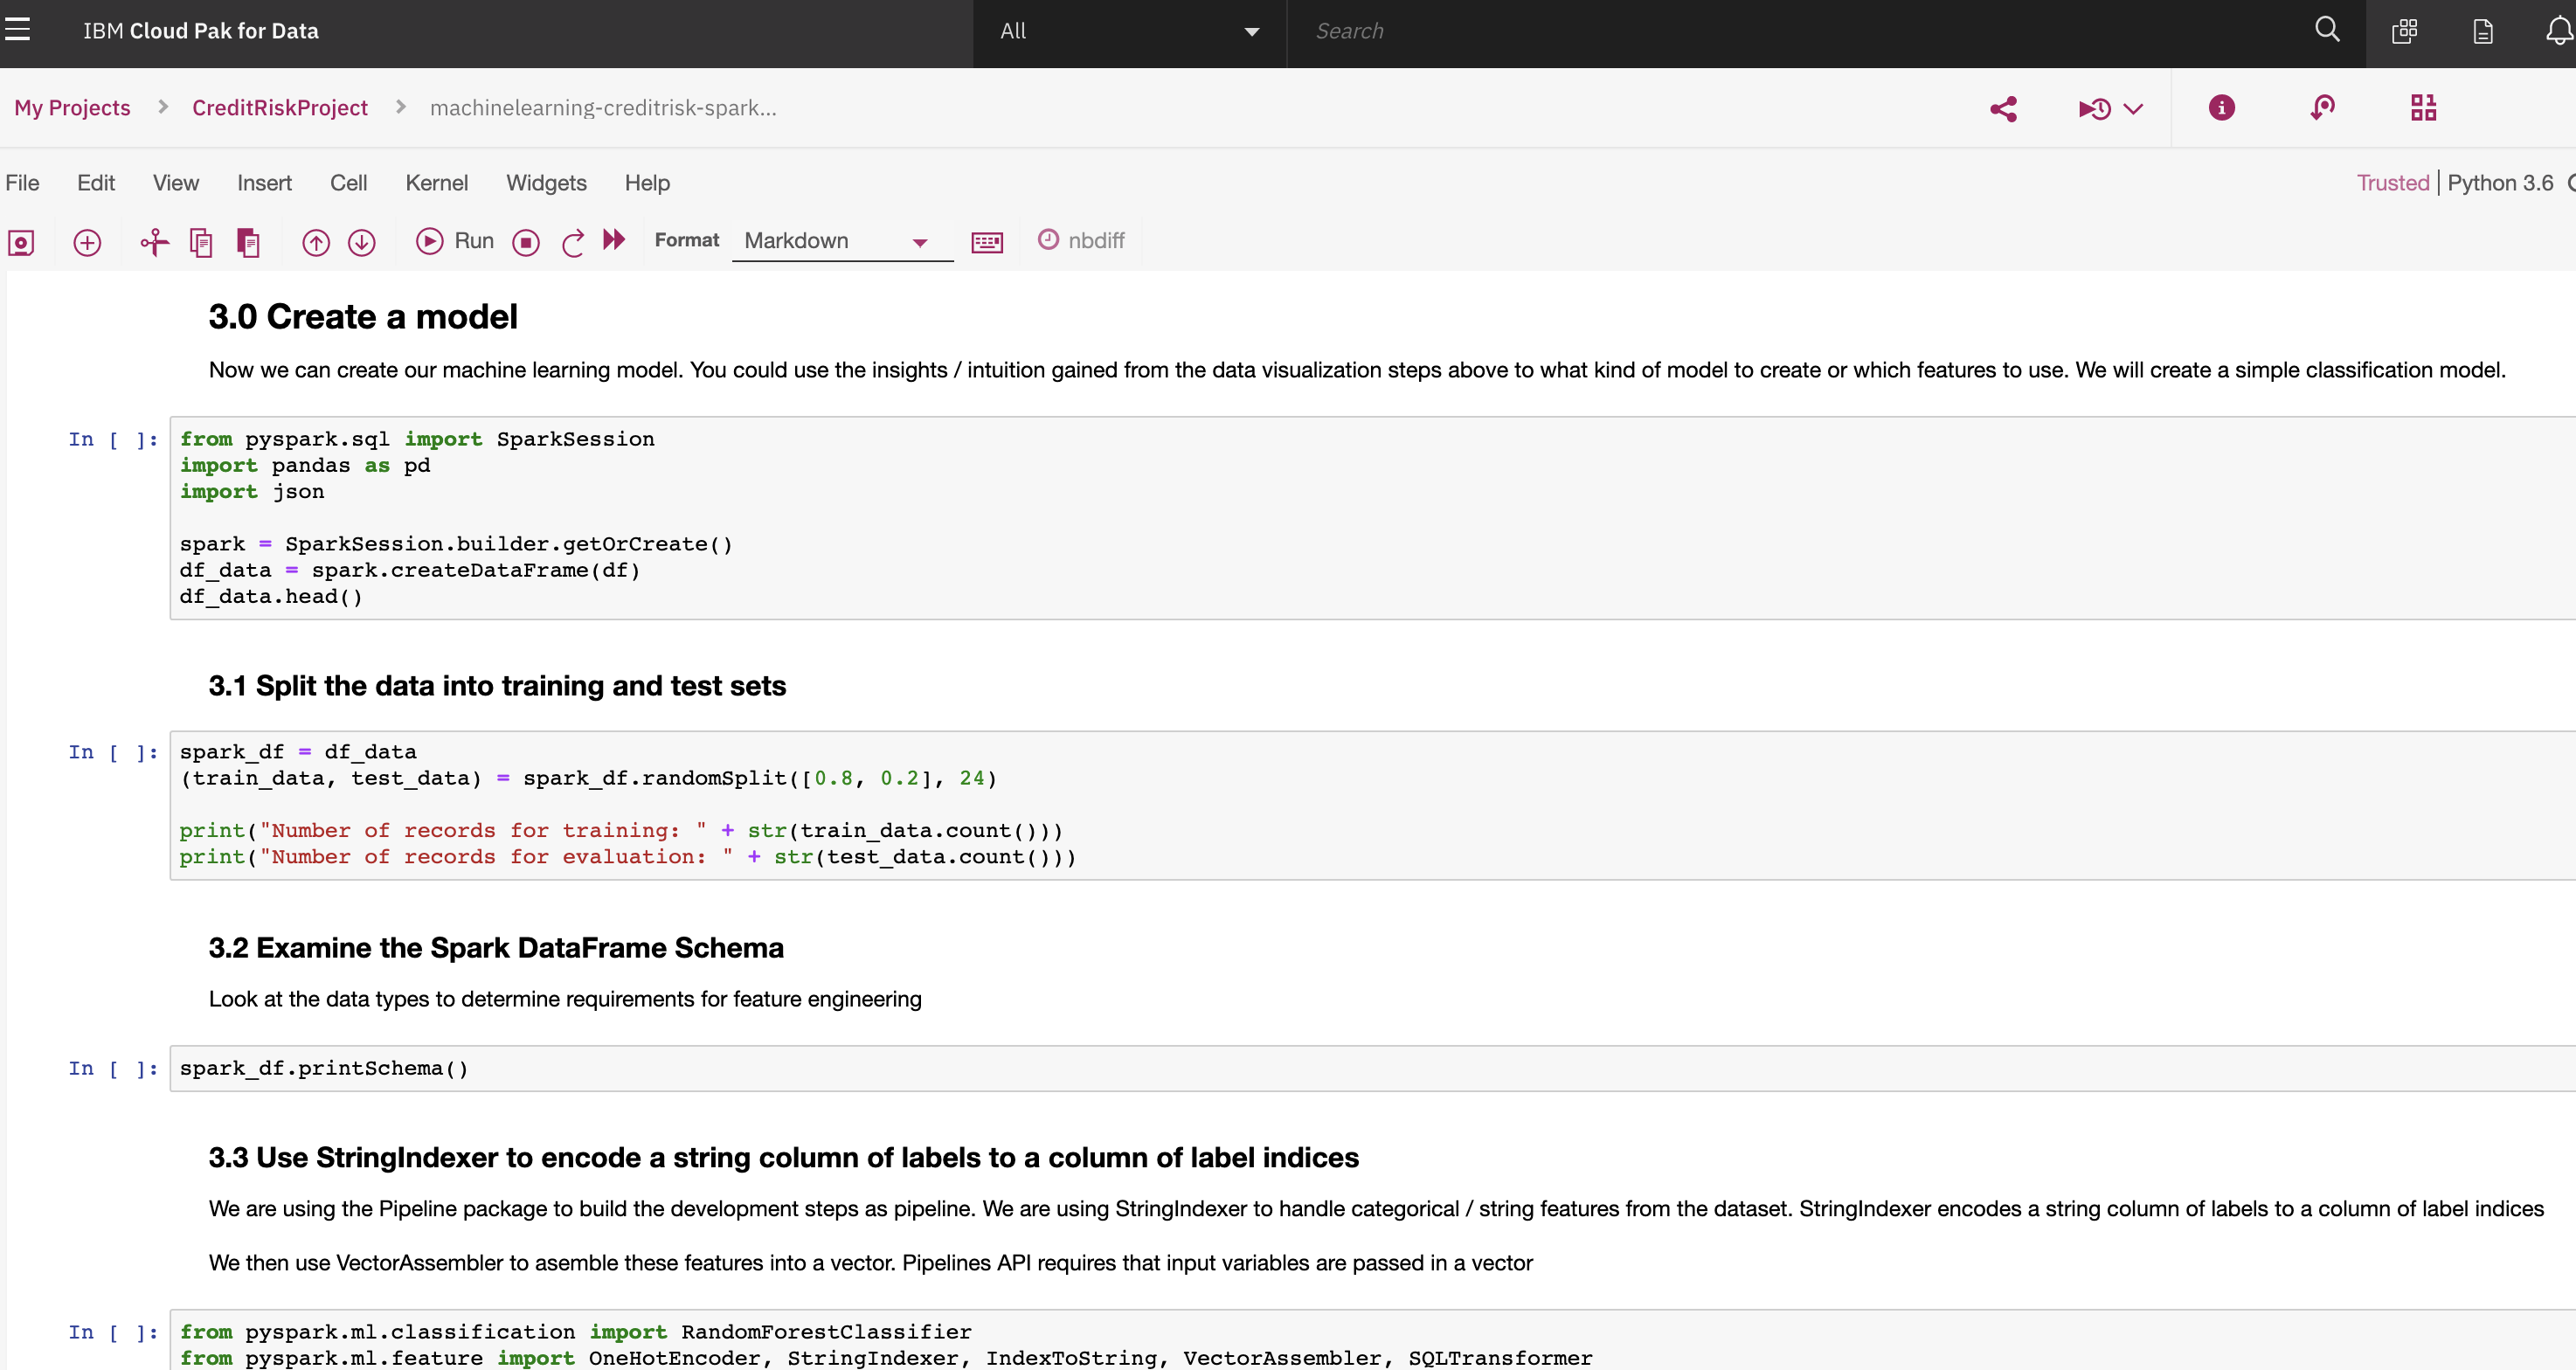 IBM Cloud Pak for Data
All
Search
My Projects > CreditRiskProject > machinelearning-creditrisk-spark...
File Edit View Insert Cell Kernel Widgets Help
Trusted | Python 3.6
Run Format Markdown nbdiff
3.0 Create a model
Now we can create our machine learning model. You could use the insights / intuition gained from the data visualization steps above to what kind of model to create or which features to use. We will create a simple classification model.
In [ ]: from pyspark.sql import SparkSession
import pandas as pd
import json
spark = SparkSession.builder.getOrCreate()
df_data = spark.createDataFrame(df)
df_data.head()
3.1 Split the data into training and test sets
In [ ]: spark_df = df_data
(train_data, test_data) = spark_df.randomSplit([0.8, 0.2], 24)
print("Number of records for training: " + str(train_data.count()))
print("Number of records for evaluation: " + str(test_data.count()))
3.2 Examine the Spark DataFrame Schema
Look at the data types to determine requirements for feature engineering
In [ ]: spark_df.printSchema()
3.3 Use StringIndexer to encode a string column of labels to a column of label indices
We are using the Pipeline package to build the development steps as pipeline. We are using StringIndexer to handle categorical / string features from the dataset. StringIndexer encodes a string column of labels to a column of label indices
We then use VectorAssembler to asemble these features into a vector. Pipelines API requires that input variables are passed in a vector
In [ ]: from pyspark.ml.classification import RandomForestClassifier
from pyspark.ml.feature import OneHotEncoder, StringIndexer, IndexToString, VectorAssembler, SQLTransformer